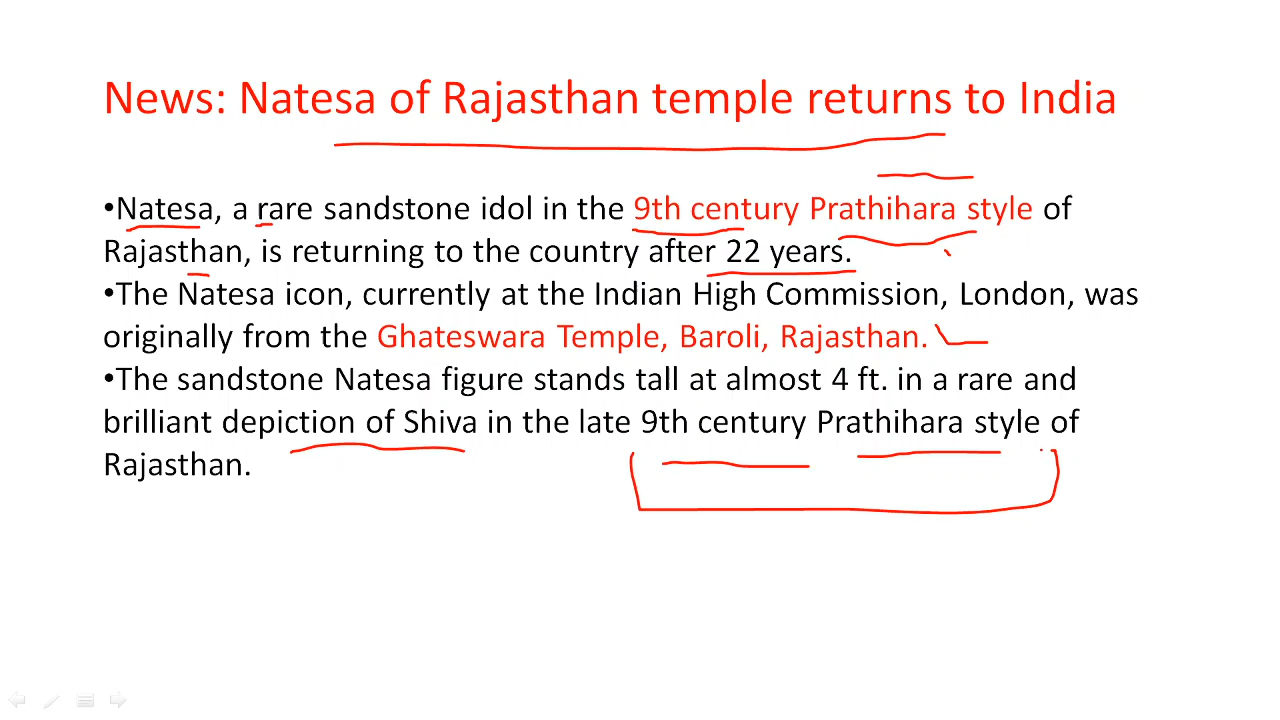 News: Natesa of Rajasthan temple returns to India
•Natesa, a rare sandstone idol in the 9th century Prathihara style of
Rajasthan, is returning to the country after 22 years.
•The Natesa icon, currently at the Indian High Commission, London, was
originally from the Ghateswara Temple, Baroli, Rajasthan.
•The sandstone Natesa figure stands tall at almost 4 ft. in a rare and
brilliant depiction of Shiva in the late 9th century Prathihara style of
Rajasthan.